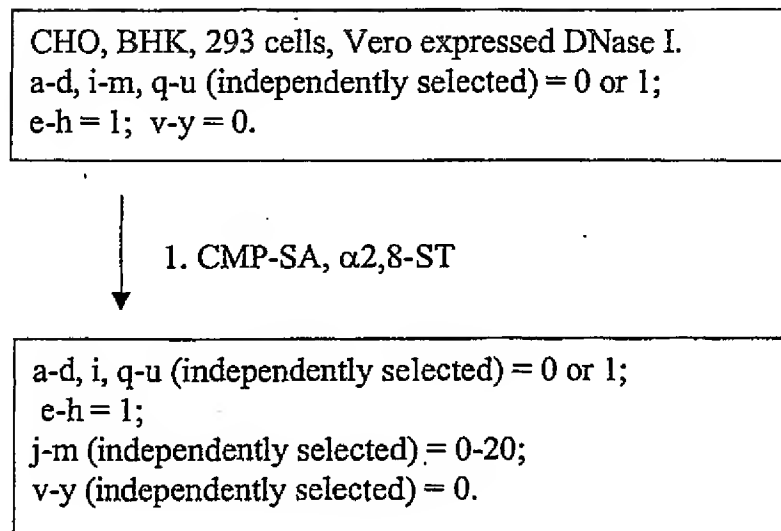 CHO, BHK, 293 cells, Vero expressed DNase I.
a-d, i-m, q-u (independently selected) = 0 or 1;
e-h = 1; v-y = 0.
1. CMP-SA, α2,8-ST
a-d, i, q-u (independently selected) = 0 or 1;
e-h = 1;
j-m (independently selected) = 0-20;
v-y (independently selected) = 0.